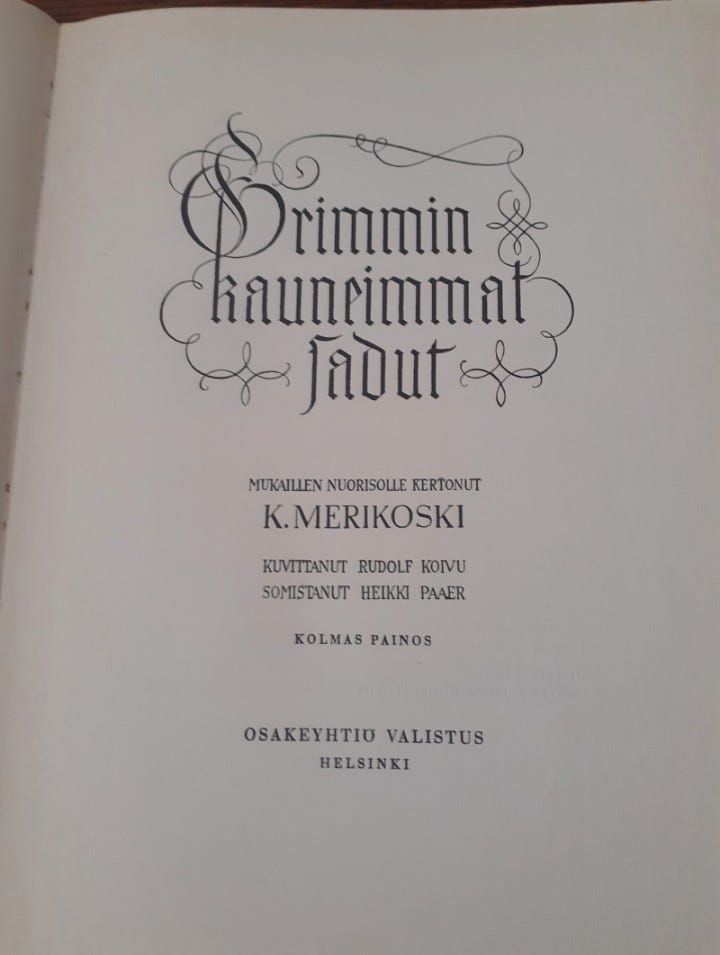 Grimmin
kauneimmat
sadut
MUKAILLEN NUORISOLLE KERTONUT
K. MERIKOSKI
KUVITTANUT RUDOLF KOIVU
SOMISTANUT HEIKKI PAAER
KOLMAS PAINOS
OSAKEYHTIÖ VALISTUS
HELSINKI